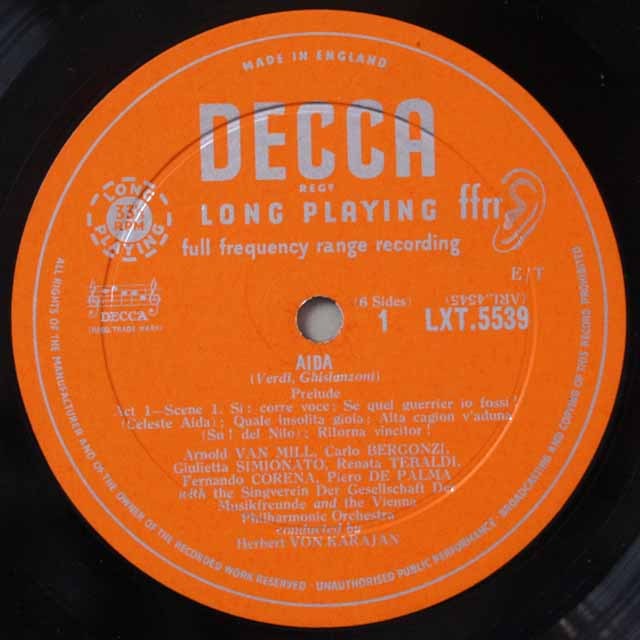 MADE IN ENGLAND
DECCA
REGD
LONG PLAYING ffrr
full frequency range recording
LONG
33⅓
RPM
PLAYING
DECCA
(REGD. TRADE MARK)
E/T
(ARL.4545)
(6 Sides)
1 LXT.5539
AIDA
(Verdi, Ghislanzoni)
Prelude
Act 1—Scene 1. Si: corre voce; Se quel guerrier io fossi!
(Celeste Aida); Quale insolita gioia; Alta cagion v'aduna
(Su! del Nilo); Ritorna vincitor!
Arnold VAN MILL, Carlo BERGONZI,
Giulietta SIMIONATO, Renata TEBALDI,
Fernando CORENA, Piero DE PALMA
with the Singverein Der Gesellschaft Der
Musikfreunde and the Vienna
Philharmonic Orchestra
conducted by
Herbert VON KARAJAN
ALL RIGHTS OF THE MANUFACTURER AND OF THE OWNER OF THE RECORDED WORK RESERVED · UNAUTHORISED PUBLIC PERFORMANCE · BROADCASTING AND COPYING OF THIS RECORD PROHIBITED